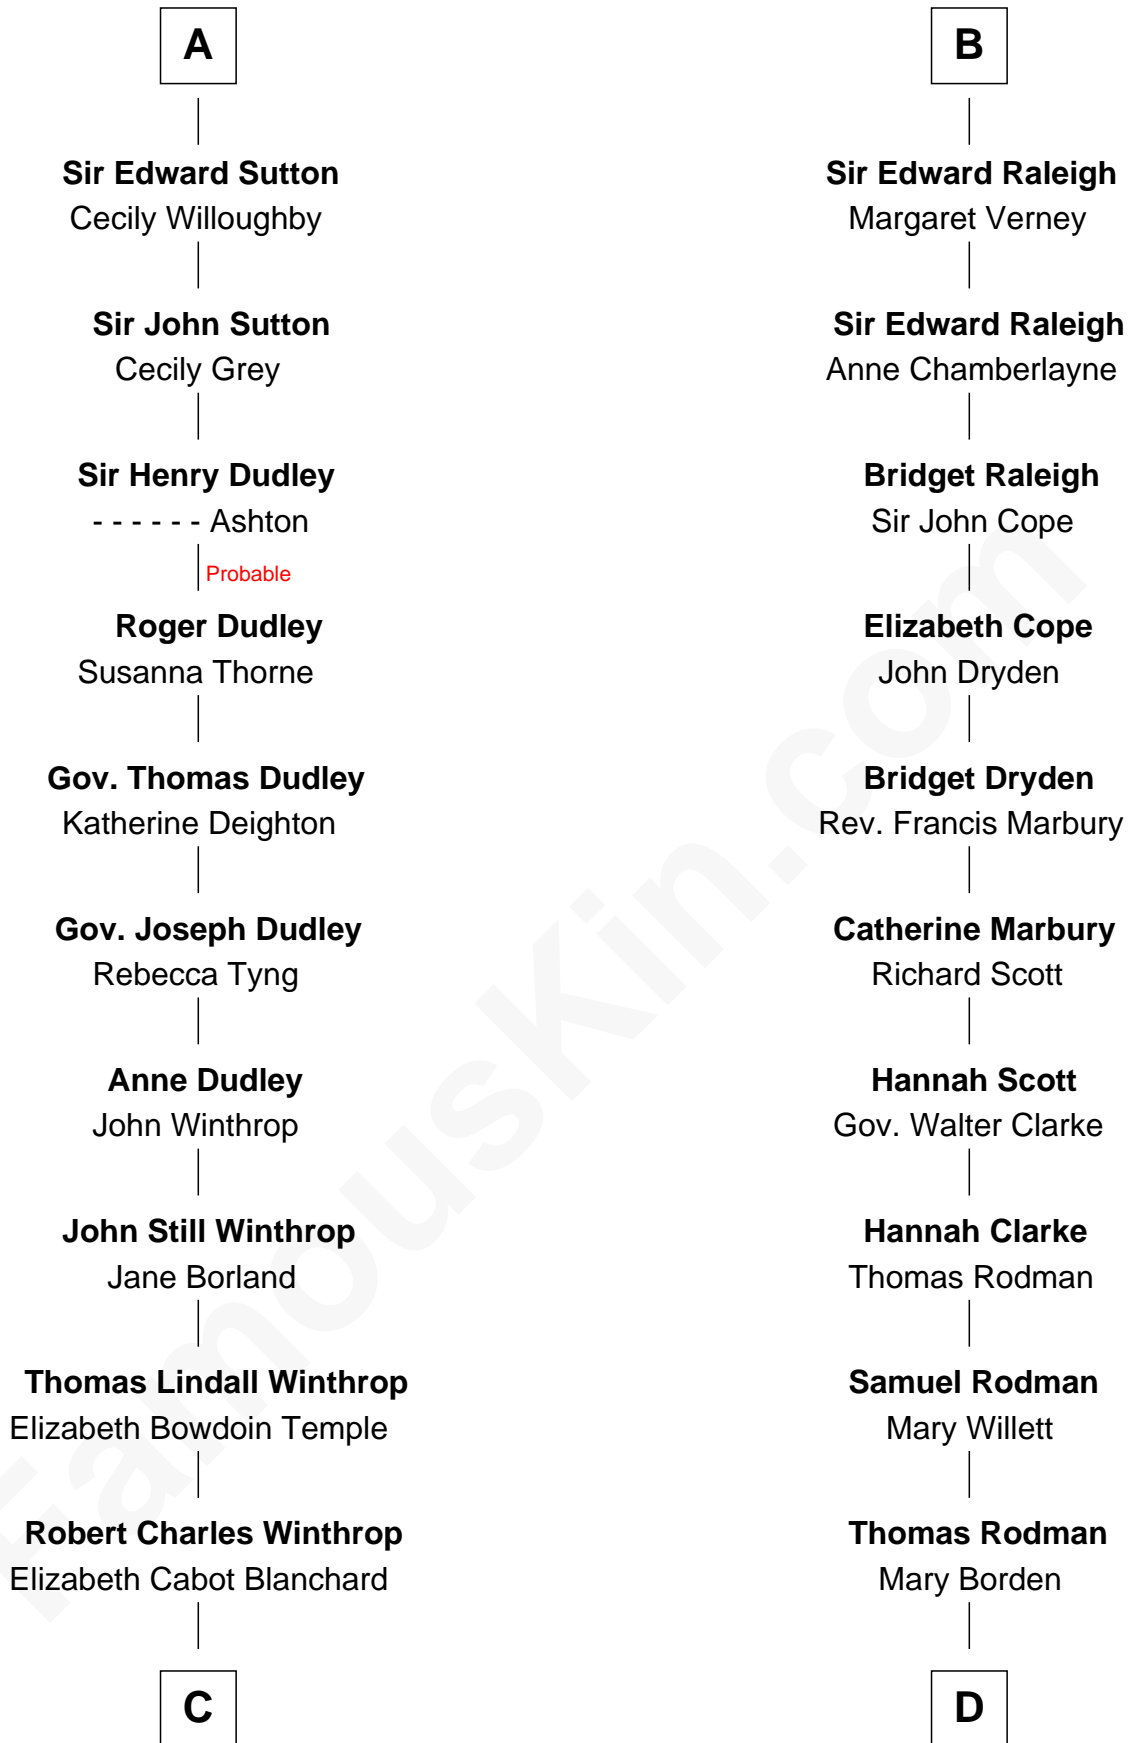 A
Sir Edward Sutton
Cecily Willoughby
Sir John Sutton
Cecily Grey
Sir Henry Dudley
- - - - - - Ashton
Probable
Roger Dudley
Susanna Thorne
Gov. Thomas Dudley
Katherine Deighton
Gov. Joseph Dudley
Rebecca Tyng
Anne Dudley
John Winthrop
John Still Winthrop
Jane Borland
Thomas Lindall Winthrop
Elizabeth Bowdoin Temple
Robert Charles Winthrop
Elizabeth Cabot Blanchard
C
B
Sir Edward Raleigh
Margaret Verney
Sir Edward Raleigh
Anne Chamberlayne
Bridget Raleigh
Sir John Cope
Elizabeth Cope
John Dryden
Bridget Dryden
Rev. Francis Marbury
Catherine Marbury
Richard Scott
Hannah Scott
Gov. Walter Clarke
Hannah Clarke
Thomas Rodman
Samuel Rodman
Mary Willett
Thomas Rodman
Mary Borden
D
FamousKin.com